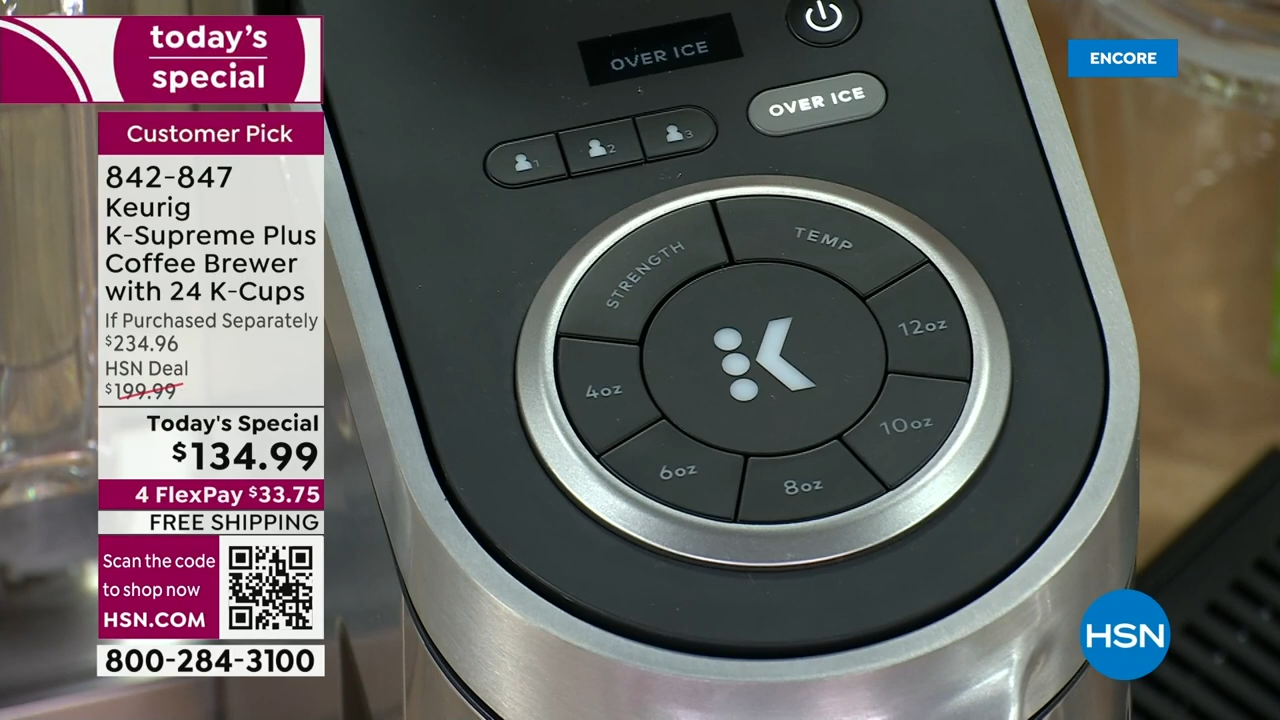 today's
special
Customer Pick
842-847
Keurig
K-Supreme Plus
Coffee Brewer
with 24 K-Cups
If Purchased Separately
$234.96
HSN Deal
$199.99
Today's Special
$134.99
4 FlexPay $33.75
FREE SHIPPING
Scan the code
to shop now
HSN.COM
800-284-3100
OVER ICE
OVER ICE
1
2
3
STRENGTH
TEMP
12oz
4oz
10oz
6oz
8oz
K
ENCORE
HSN